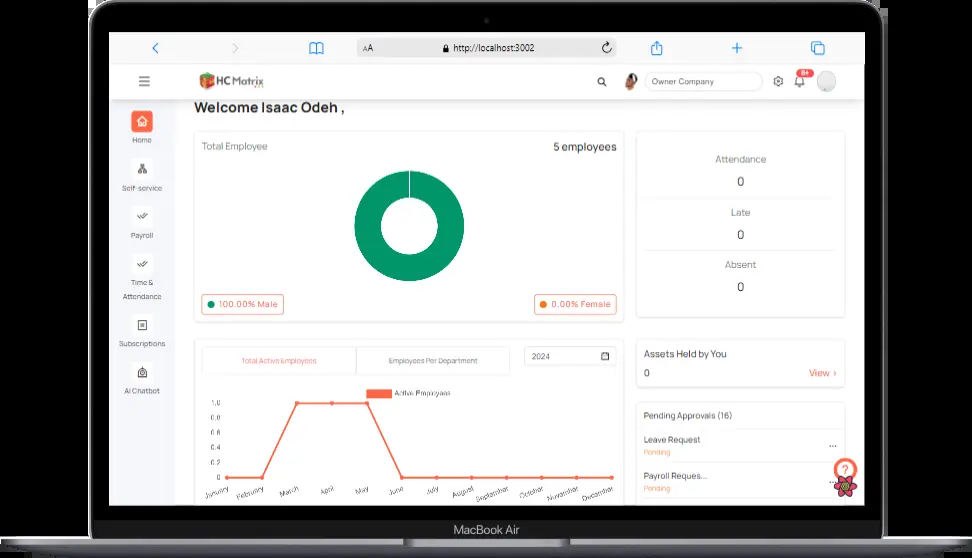 AA http://localhost:3002
HCMatrix
Owner Company
8+
Welcome Isaac Odeh ,
Home
Self-service
Payroll
Time &
Attendance
Subscriptions
AI Chatbot
Total Employee
5 employees
100.00% Male
0.00% Female
Attendance
0
Late
0
Absent
0
Total Active Employees
Employees Per Department
2024
Active Employees
1.0
0.8
0.6
0.4
0.2
0
January
February
March
April
May
June
July
August
September
October
November
December
Assets Held by You
0
View ›
Pending Approvals (16)
Leave Request
...
Pending
Payroll Reques...
...
Pending
?
MacBook Air